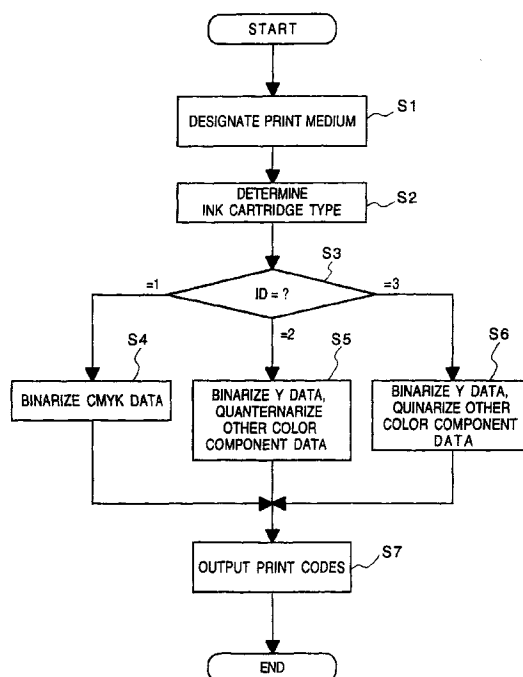 START
S1
DESIGNATE PRINT MEDIUM
S2
DETERMINE
INK CARTRIDGE TYPE
S3
ID = ?
=1
=3
=2
S4
BINARIZE CMYK DATA
S5
BINARIZE Y DATA,
QUANTERNARIZE
OTHER COLOR
COMPONENT DATA
S6
BINARIZE Y DATA,
QUINARIZE OTHER
COLOR COMPONENT
DATA
S7
OUTPUT PRINT CODES
END